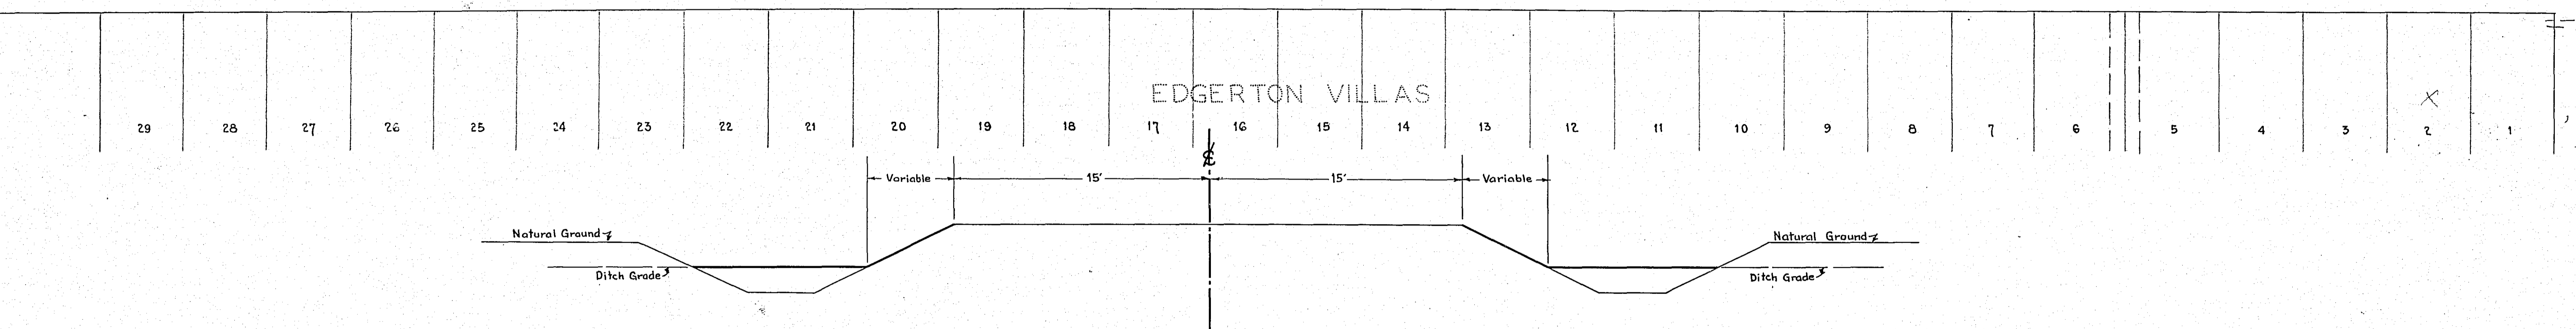 EDGERTON VILLAS
29 28 27 26 25 24 23 22 21 20 19 18 17 16 15 14 13 12 11 10 9 8 7 6 5 4 3 2 1
℄
Variable 15' 15' Variable
Natural Ground Natural Ground
Ditch Grade Ditch Grade